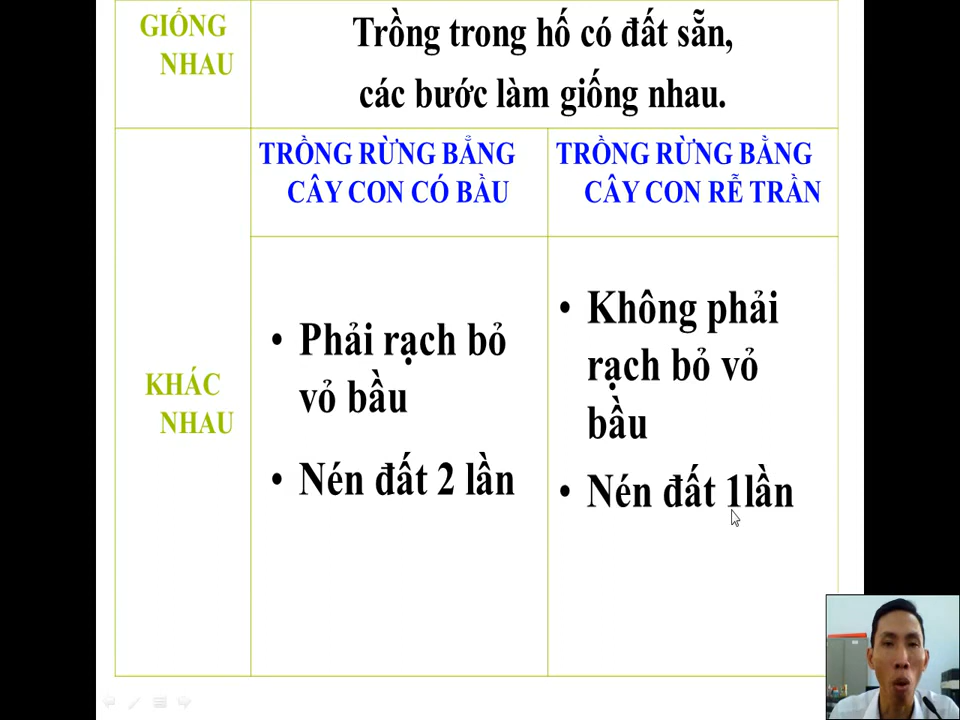 GIỐNG
NHAU
Trồng trong hố có đất sẵn,
các bước làm giống nhau.
TRỒNG RỪNG BẰNG
CÂY CON CÓ BẦU
TRỒNG RỪNG BẰNG
CÂY CON RỄ TRẦN
KHÁC
NHAU
• Phải rạch bỏ
vỏ bầu
• Nén đất 2 lần
• Không phải
rạch bỏ vỏ
bầu
• Nén đất 1lần